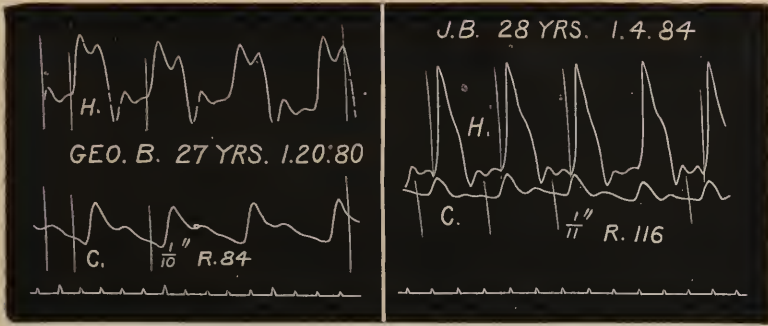 H.
GEO. B. 27 YRS. 1.20.80
C. 1/10" R. 84
J.B. 28 YRS. 1.4.84
H.
C. 1/11" R. 116